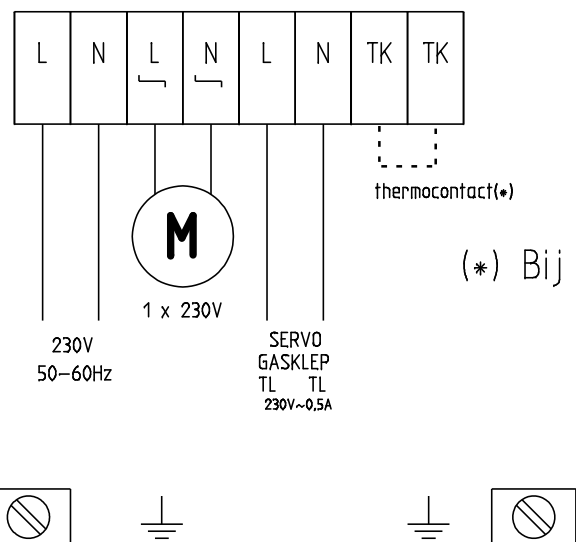 L N L N L N TK TK
thermocontact(*)
(*) Bij
M
1 x 230V
230V
50-60Hz
SERVO
GASKLEP
TL TL
230V~0,5A